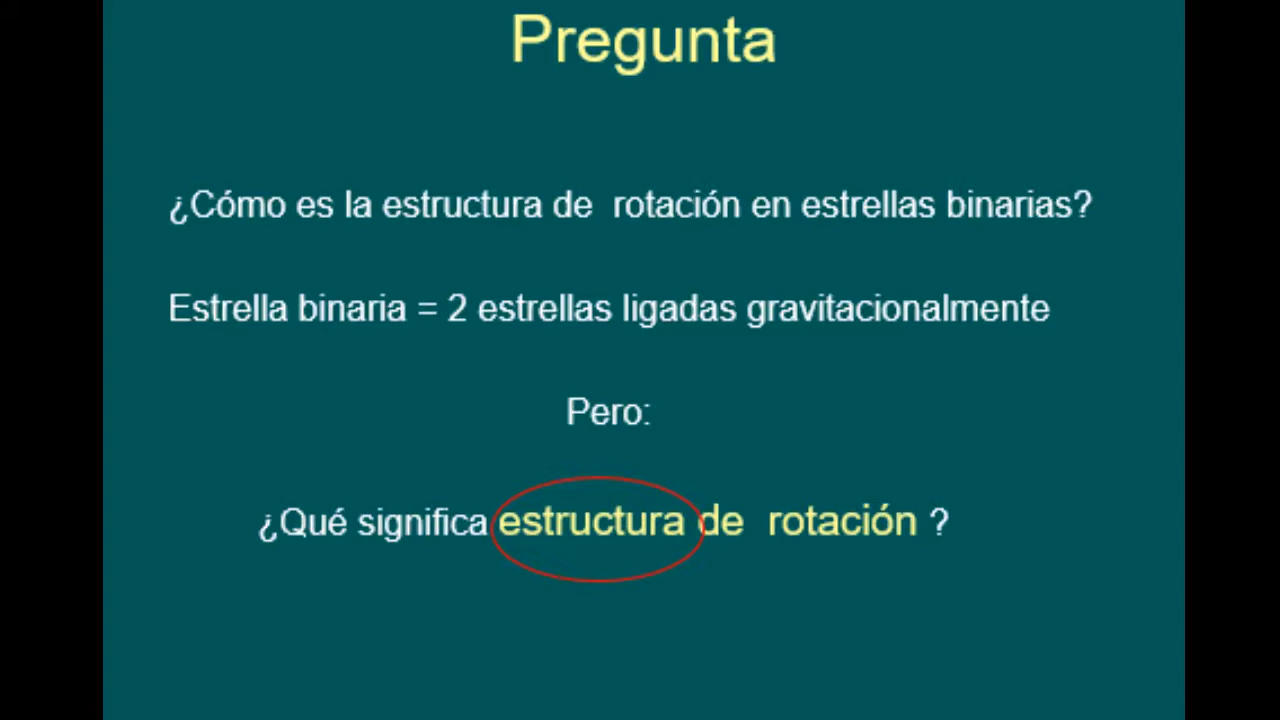 Pregunta
¿Cómo es la estructura de rotación en estrellas binarias?
Estrella binaria = 2 estrellas ligadas gravitacionalmente
Pero:
¿Qué significa estructura de rotación ?